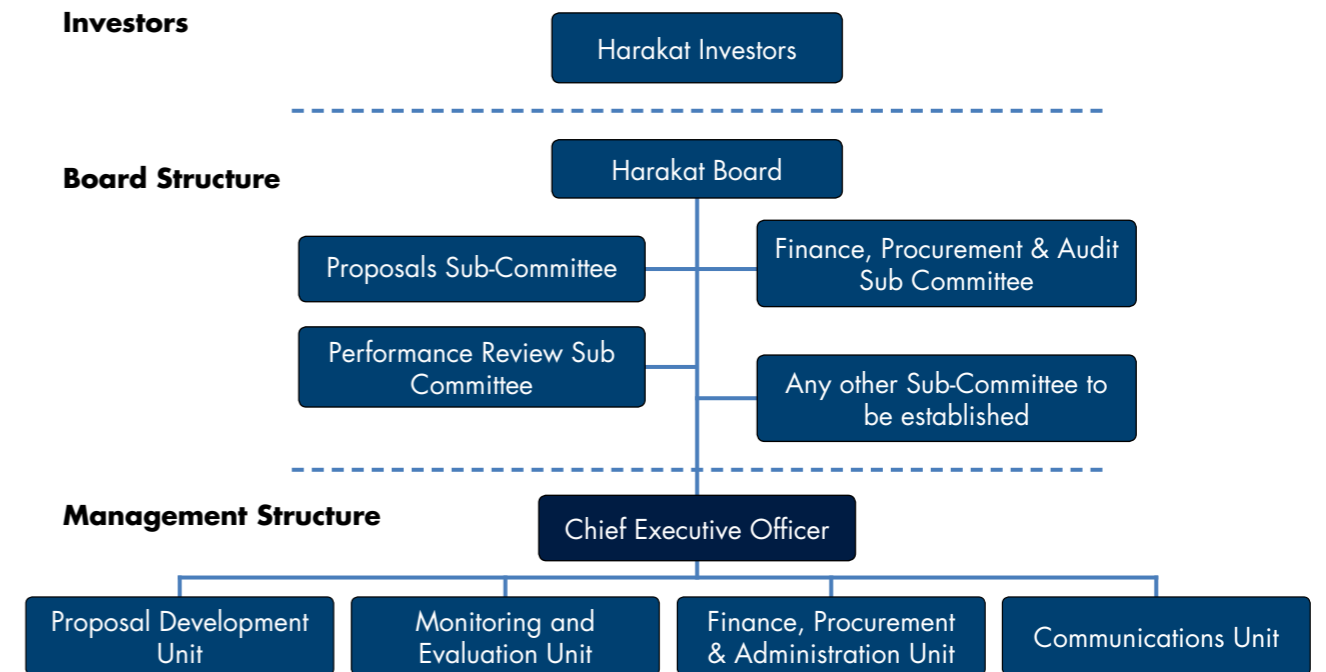 Investors
Harakat Investors
Board Structure
Harakat Board
Proposals Sub-Committee
Finance, Procurement & Audit
Sub Committee
Performance Review Sub
Committee
Any other Sub-Committee to
be established
Management Structure
Chief Executive Officer
Proposal Development
Unit
Monitoring and
Evaluation Unit
Finance, Procurement
& Administration Unit
Communications Unit